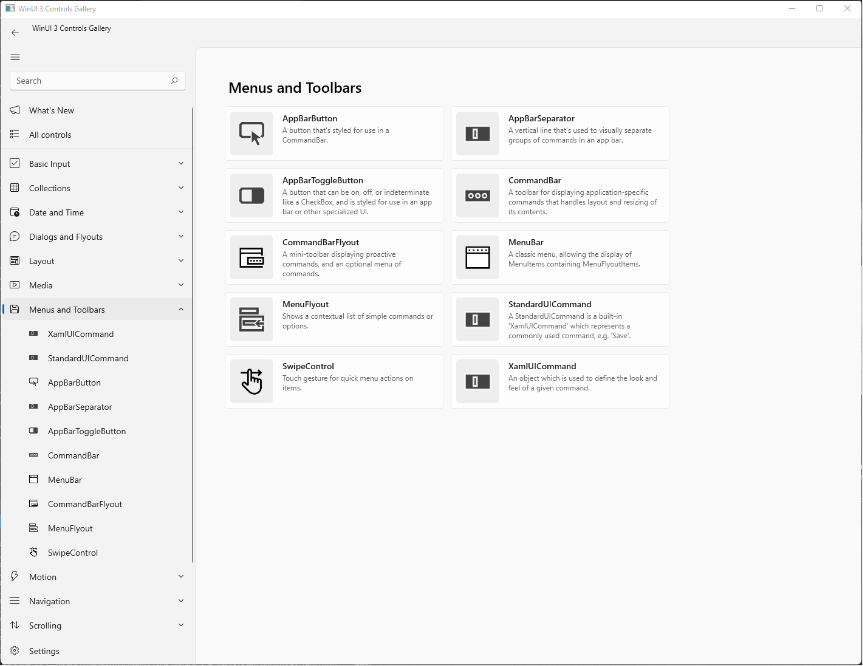 WinUI 3 Controls Gallery
WinUI 3 Controls Gallery
Search
What's New
All controls
Basic Input
Collections
Date and Time
Dialogs and Flyouts
Layout
Media
Menus and Toolbars
XamlUICommand
StandardUICommand
AppBarButton
AppBarSeparator
AppBarToggleButton
CommandBar
MenuBar
CommandBarFlyout
MenuFlyout
SwipeControl
Motion
Navigation
Scrolling
Settings
Menus and Toolbars
AppBarButton
A button that's styled for use in a
CommandBar.
AppBarSeparator
A vertical line that's used to visually separate
groups of commands in an app bar.
AppBarToggleButton
A button that can be on, off, or indeterminate
like a CheckBox, and is styled for use in an app
bar or other specialized UI.
CommandBar
A toolbar for displaying application-specific
commands that handles layout and resizing of
its contents.
CommandBarFlyout
A mini-toolbar displaying proactive
commands, and an optional menu of
commands.
MenuBar
A classic menu, allowing the display of
MenuItems containing MenuFlyoutItems.
MenuFlyout
Shows a contextual list of simple commands or
options.
StandardUICommand
A StandardUICommand is a built-in
'XamlUICommand' which represents a
commonly used command, e.g. 'Save'.
SwipeControl
Touch gesture for quick menu actions on
items.
XamlUICommand
An object which is used to define the look and
feel of a given command.